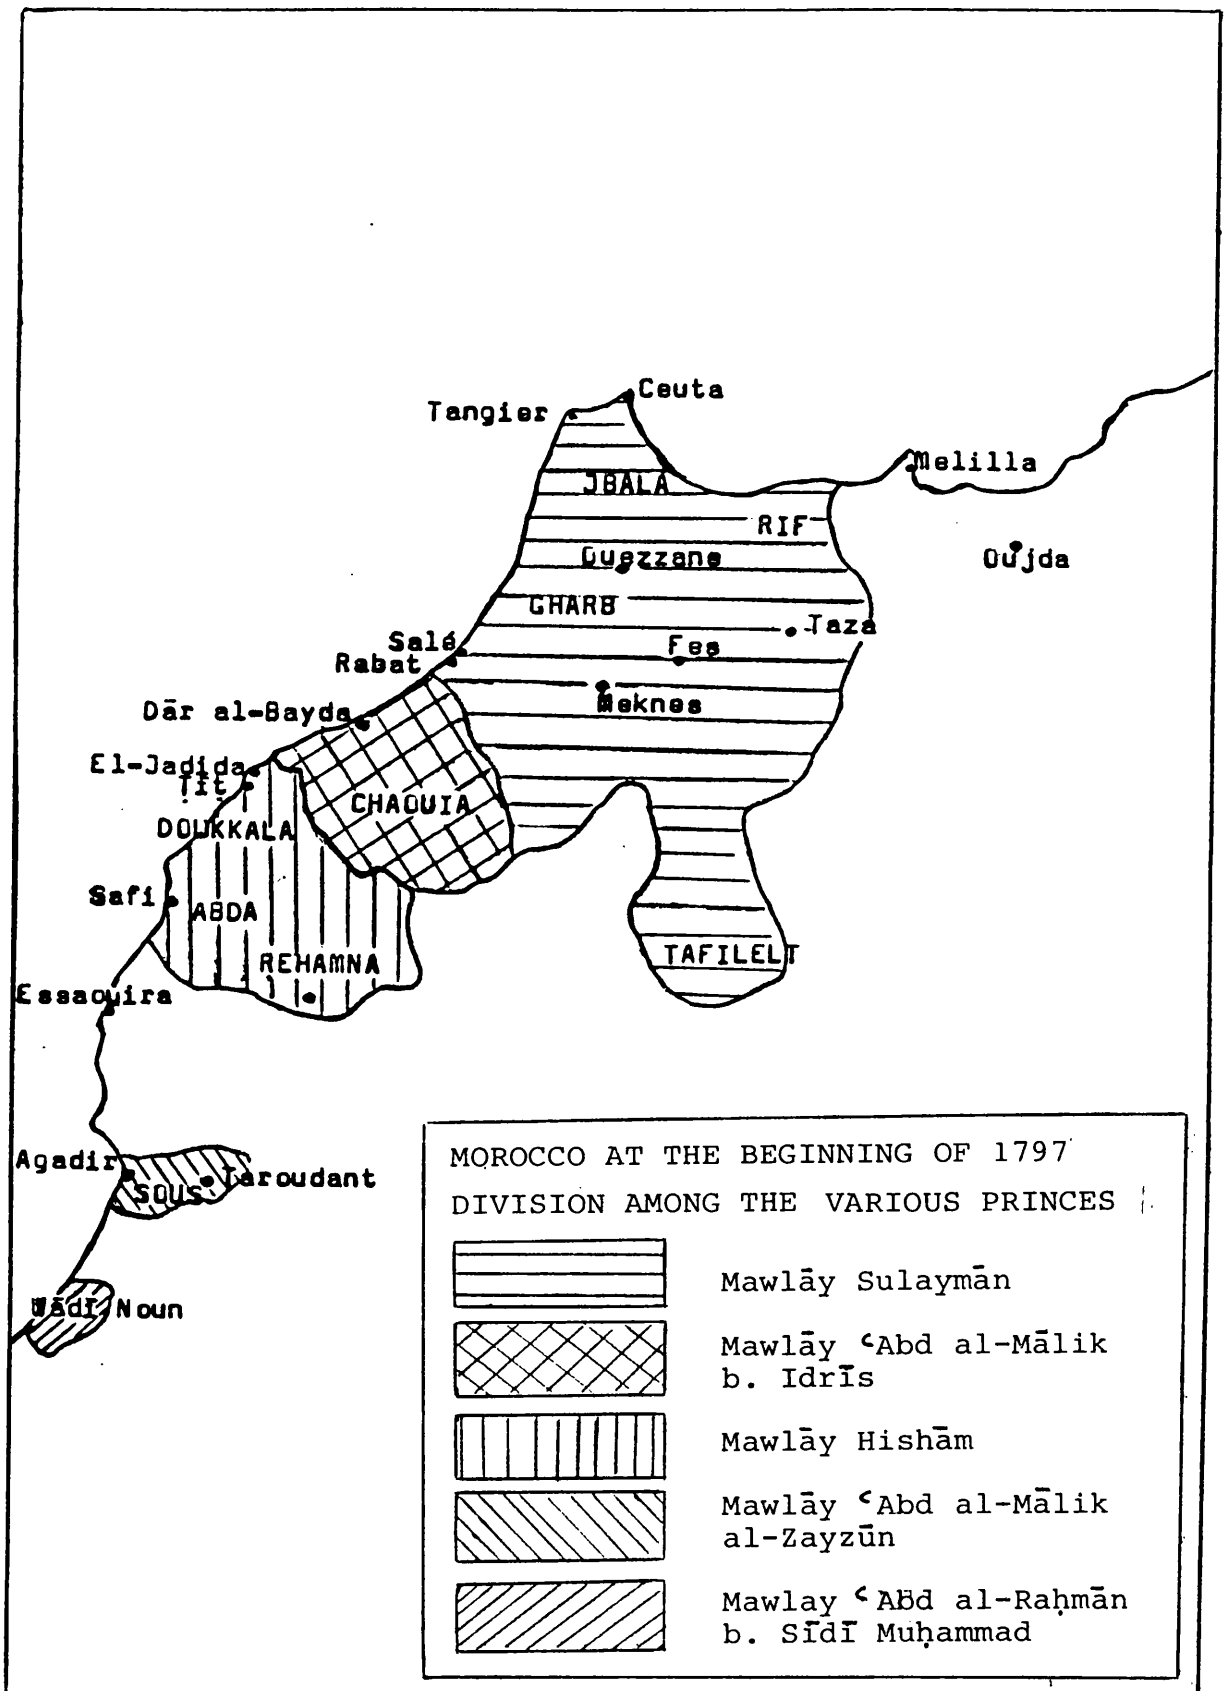 Ceuta
Tangier
Melilla
JBALA
RIF
Oujda
Ouezzane
GHARB
Taza
Salé
Fes
Rabat
Meknes
Dār al-Bayda
El-Jadida
Ṭiṭ
CHAOUIA
DOUKKALA
Safi
ABDA
TAFILELT
REHAMNA
Essaouira
Agadir
Taroudant
SOUS
Wādī Noun
MOROCCO AT THE BEGINNING OF 1797
DIVISION AMONG THE VARIOUS PRINCES
Mawlāy Sulaymān
Mawlāy ʿAbd al-Mālik
b. Idrīs
Mawlāy Hishām
Mawlāy ʿAbd al-Mālik
al-Zayzūn
Mawlay ʿAbd al-Raḥmān
b. Sīdī Muḥammad